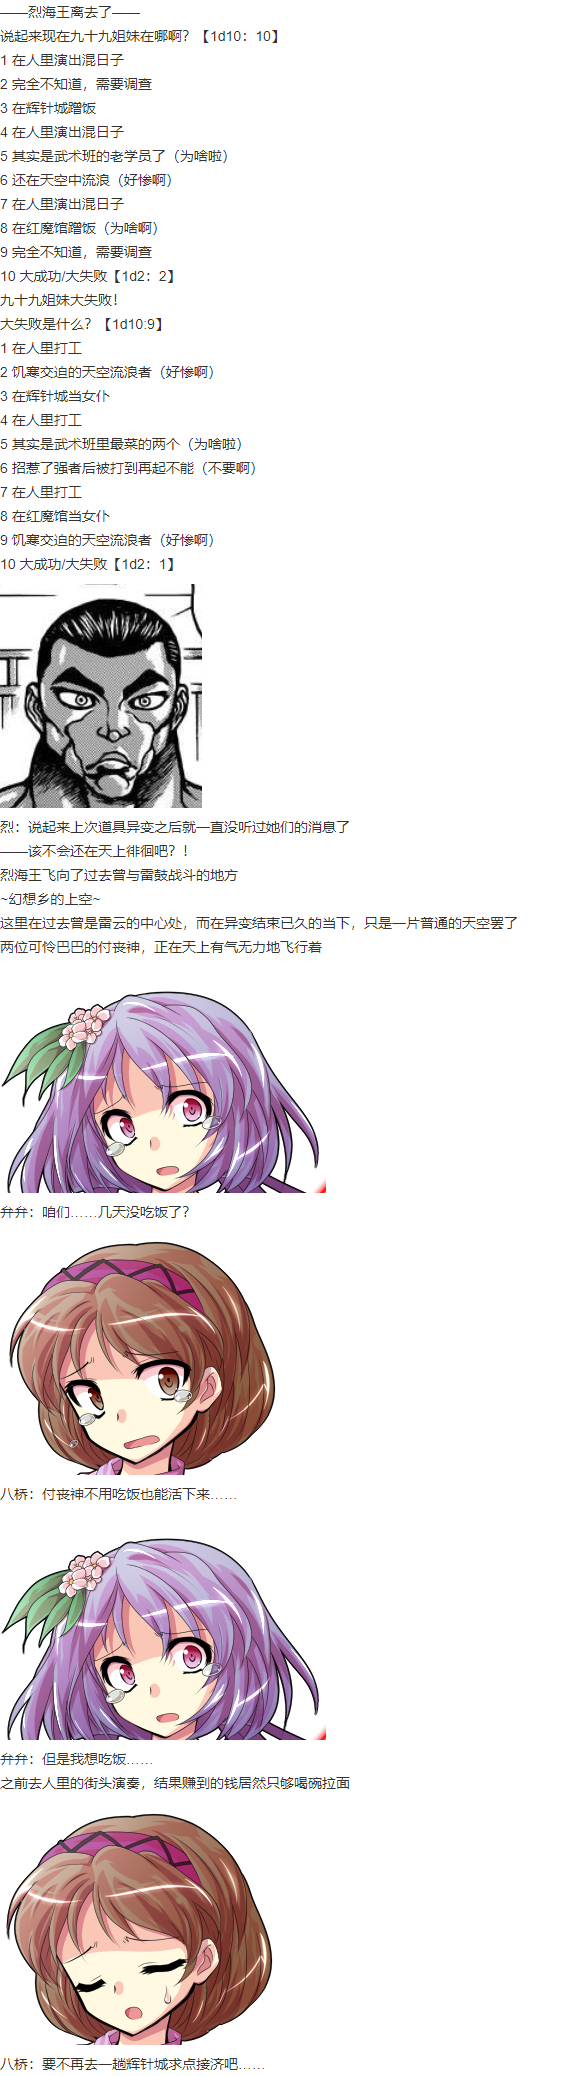 ——烈海王离去了——
说起来现在九十九姐妹在哪啊？【1d10：10】
1 在人里演出混日子
2 完全不知道，需要调查
3 在辉针城蹭饭
4 在人里演出混日子
5 其实是武术班的老学员了（为啥啦）
6 还在天空中流浪（好惨啊）
7 在人里演出混日子
8 在红魔馆蹭饭（为啥啊）
9 完全不知道，需要调查
10 大成功/大失败【1d2：2】
九十九姐妹大失败！
大失败是什么？【1d10:9】
1 在人里打工
2 饥寒交迫的天空流浪者（好惨啊）
3 在辉针城当女仆
4 在人里打工
5 其实是武术班里最菜的两个（为啥啦）
6 招惹了强者后被打到再起不能（不要啊）
7 在人里打工
8 在红魔馆当女仆
9 饥寒交迫的天空流浪者（好惨啊）
10 大成功/大失败【1d2：1】
烈：说起来上次道具异变之后就一直没听过她们的消息了
——该不会还在天上徘徊吧？！
烈海王飞向了过去曾与雷鼓战斗的地方
~幻想乡的上空~
这里在过去曾是雷云的中心处，而在异变结束已久的当下，只是一片普通的天空罢了
两位可怜巴巴的付丧神，正在天上有气无力地飞行着
弁弁：咱们……几天没吃饭了？
八桥：付丧神不用吃饭也能活下来……
弁弁：但是我想吃饭……
之前去人里的街头演奏，结果赚到的钱居然只够喝碗拉面
八桥：要不再去一趟辉针城求点接济吧……